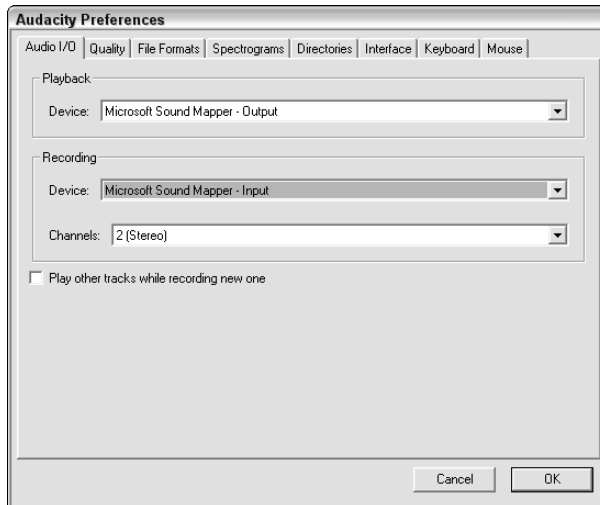 Audacity Preferences
Audio I/O Quality File Formats Spectrograms Directories Interface Keyboard Mouse
Playback
Device: Microsoft Sound Mapper - Output
Recording
Device: Microsoft Sound Mapper - Input
Channels: 2 (Stereo)
Play other tracks while recording new one
Cancel OK